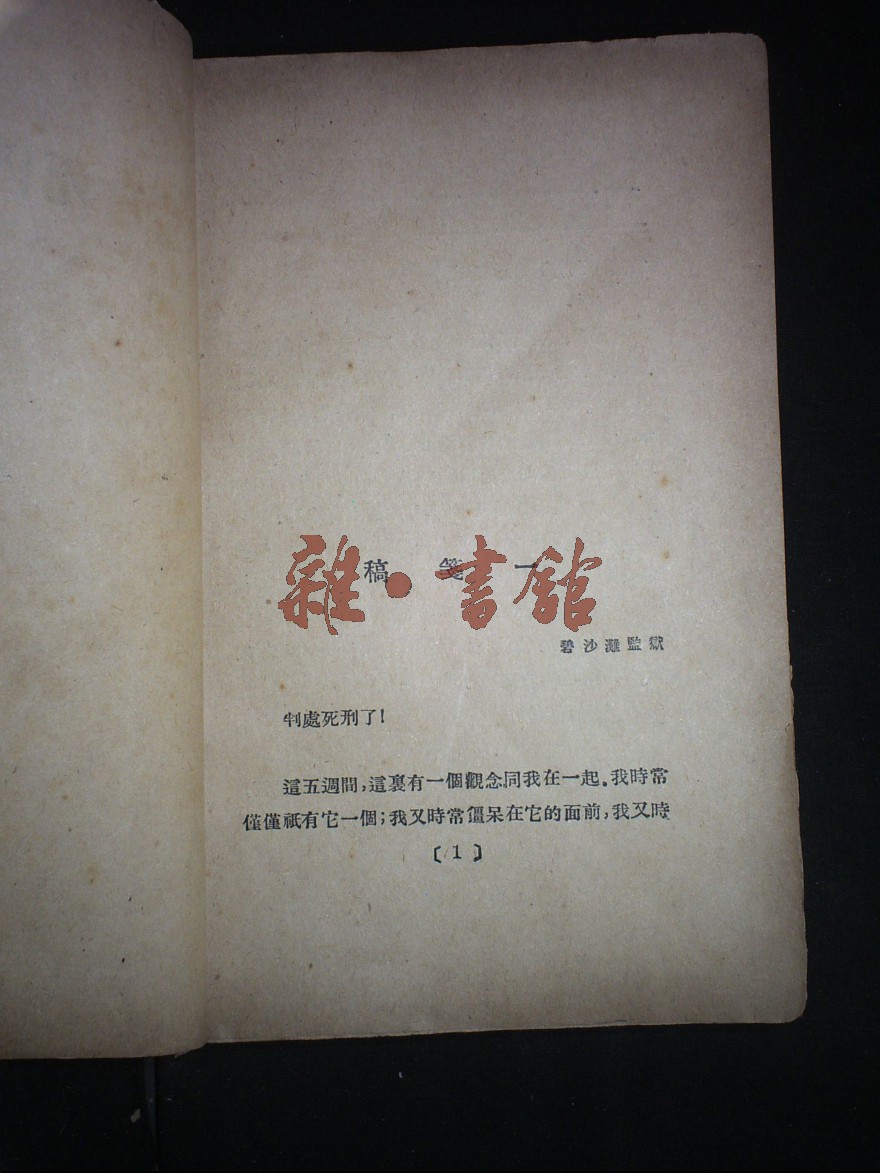 稿箋一
雜·書館
碧沙灘監獄
判處死刑了！
這五週間，這裏有一個觀念同我在一起。我時常
僅僅祇有它一個；我又時常僵呆在它的面前，我又時
〔1〕